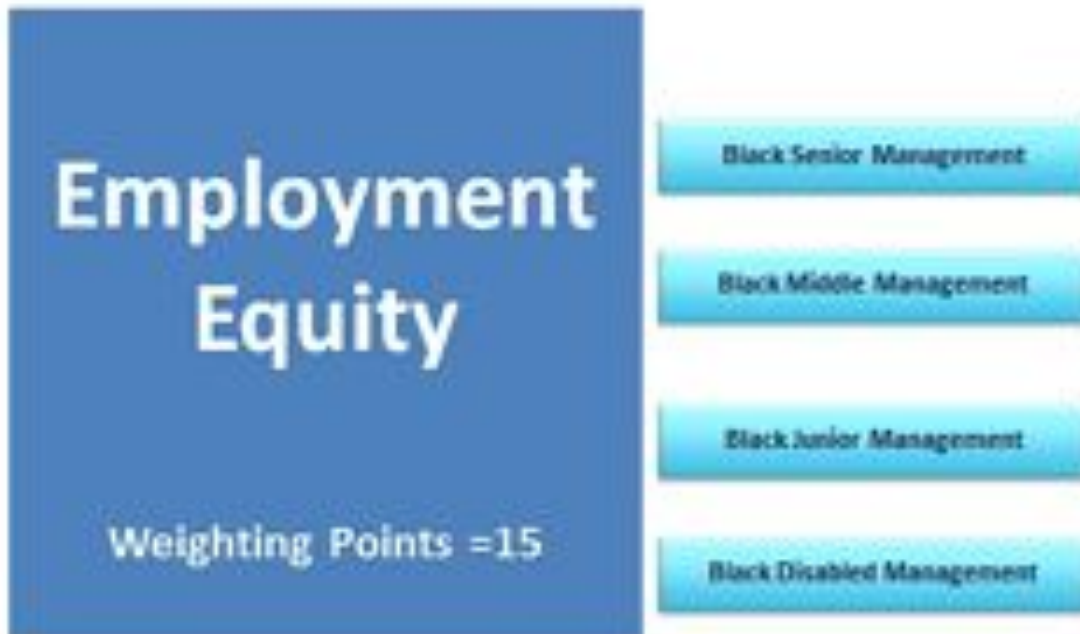 Employment
Equity
Weighting Points =15
Black Senior Management
Black Middle Management
Black Junior Management
Black Disabled Management